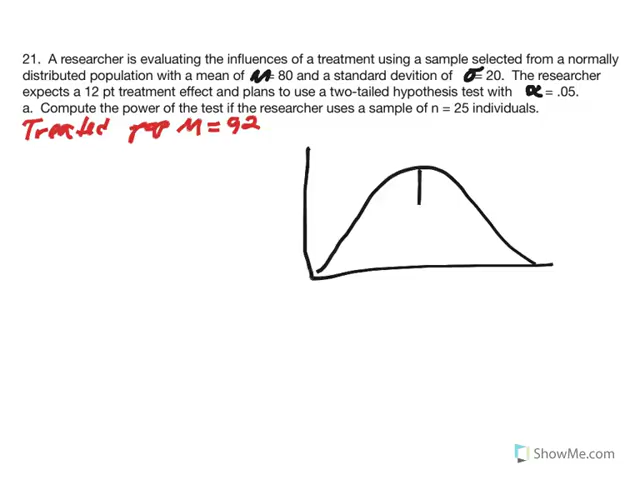 21. A researcher is evaluating the influences of a treatment using a sample selected from a normally
distributed population with a mean of μ= 80 and a standard devition of σ= 20. The researcher
expects a 12 pt treatment effect and plans to use a two-tailed hypothesis test with α = .05.
a. Compute the power of the test if the researcher uses a sample of n = 25 individuals.
Treated pop M = 92
ShowMe.com